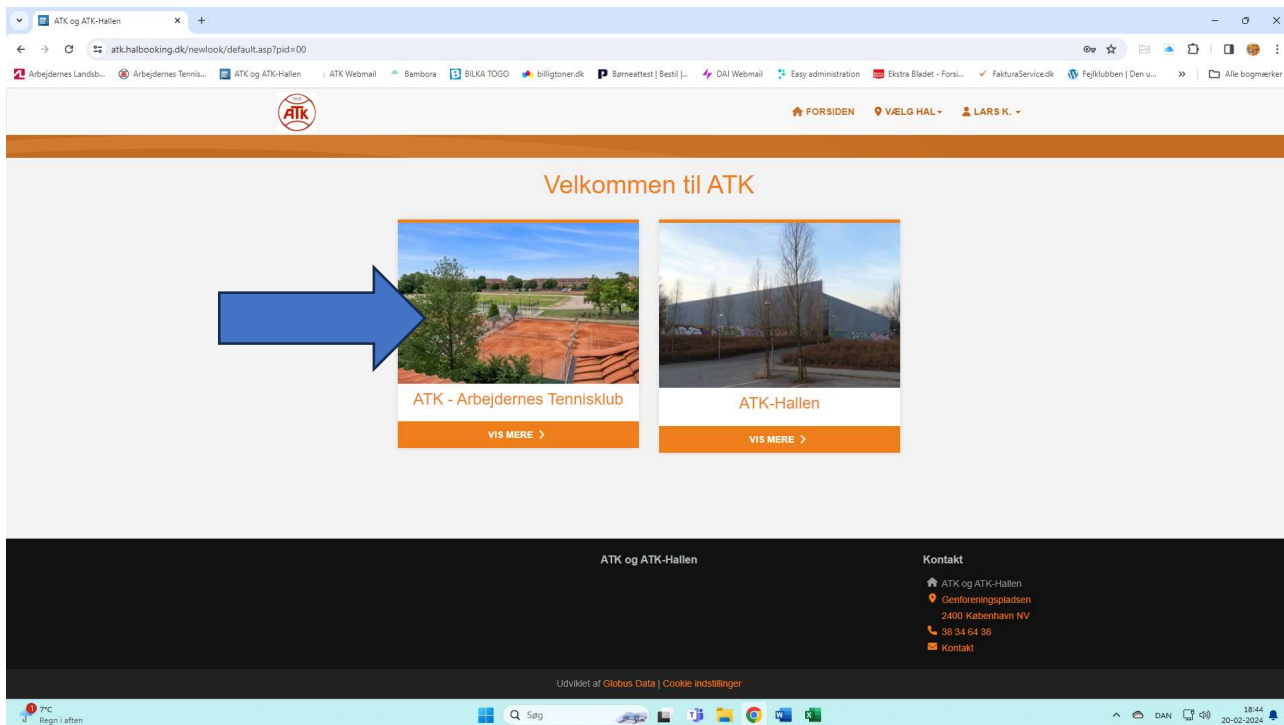 ATK og ATK-Hallen
atk.halbooking.dk/newlook/default.asp?pid=00
Arbejdernes Landsb...
Arbejdernes Tennis...
ATK og ATK-Hallen
ATK Webmail
Bambora
BILKA TOGO
billigtoner.dk
Børneattest | Bestil |...
DAI Webmail
Easy administration
Ekstra Bladet - Forsi...
FakturaService.dk
Fejlklubben | Den u...
Alle bogmærker
ATK
FORSIDEN
VÆLG HAL
LARS K.
Velkommen til ATK
ATK - Arbejdernes Tennisklub
VIS MERE
ATK-Hallen
VIS MERE
ATK og ATK-Hallen
Kontakt
ATK og ATK-Hallen
Genforeningspladsen
2400 København NV
38 34 64 38
Kontakt
Udviklet af Globus Data | Cookie indstillinger
1
7°C
Regn i aften
Søg
DAN
18:44
20-02-2024